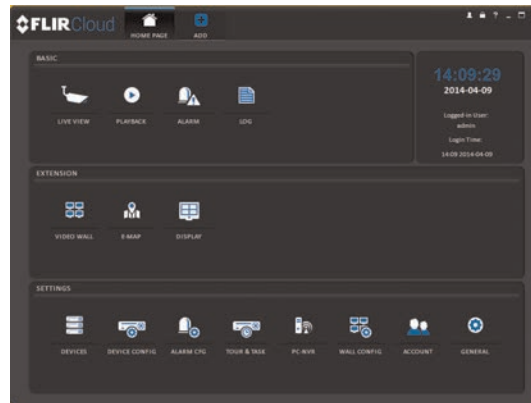 FLIR Cloud
HOME PAGE
ADD
BASIC
LIVE VIEW
PLAYBACK
ALARM
LOG
14:09:29
2014-04-09
Logged in User:
admin
Login Time:
14:09 2014-04-09
EXTENSION
VIDEO WALL
E-MAP
DISPLAY
SETTINGS
DEVICES
DEVICE CONFIG
ALARM CFG
TOUR & TASK
PC-NVR
WALL CONFIG
ACCOUNT
GENERAL